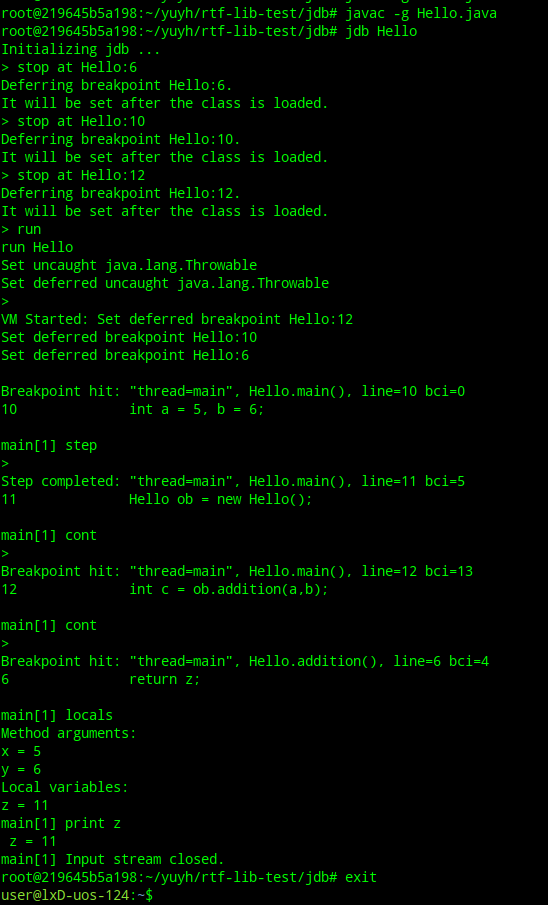 root@219645b5a198:~/yuyh/rtf-lib-test/jdb# javac -g Hello.java
root@219645b5a198:~/yuyh/rtf-lib-test/jdb# jdb Hello
Initializing jdb ...
> stop at Hello:6
Deferring breakpoint Hello:6.
It will be set after the class is loaded.
> stop at Hello:10
Deferring breakpoint Hello:10.
It will be set after the class is loaded.
> stop at Hello:12
Deferring breakpoint Hello:12.
It will be set after the class is loaded.
> run
run Hello
Set uncaught java.lang.Throwable
Set deferred uncaught java.lang.Throwable
>
VM Started: Set deferred breakpoint Hello:12
Set deferred breakpoint Hello:10
Set deferred breakpoint Hello:6

Breakpoint hit: "thread=main", Hello.main(), line=10 bci=0
10              int a = 5, b = 6;

main[1] step
>
Step completed: "thread=main", Hello.main(), line=11 bci=5
11              Hello ob = new Hello();

main[1] cont
>
Breakpoint hit: "thread=main", Hello.main(), line=12 bci=13
12              int c = ob.addition(a,b);

main[1] cont
>
Breakpoint hit: "thread=main", Hello.addition(), line=6 bci=4
6               return z;

main[1] locals
Method arguments:
x = 5
y = 6
Local variables:
z = 11
main[1] print z
 z = 11
main[1] Input stream closed.
root@219645b5a198:~/yuyh/rtf-lib-test/jdb# exit
user@lxD-uos-124:~$